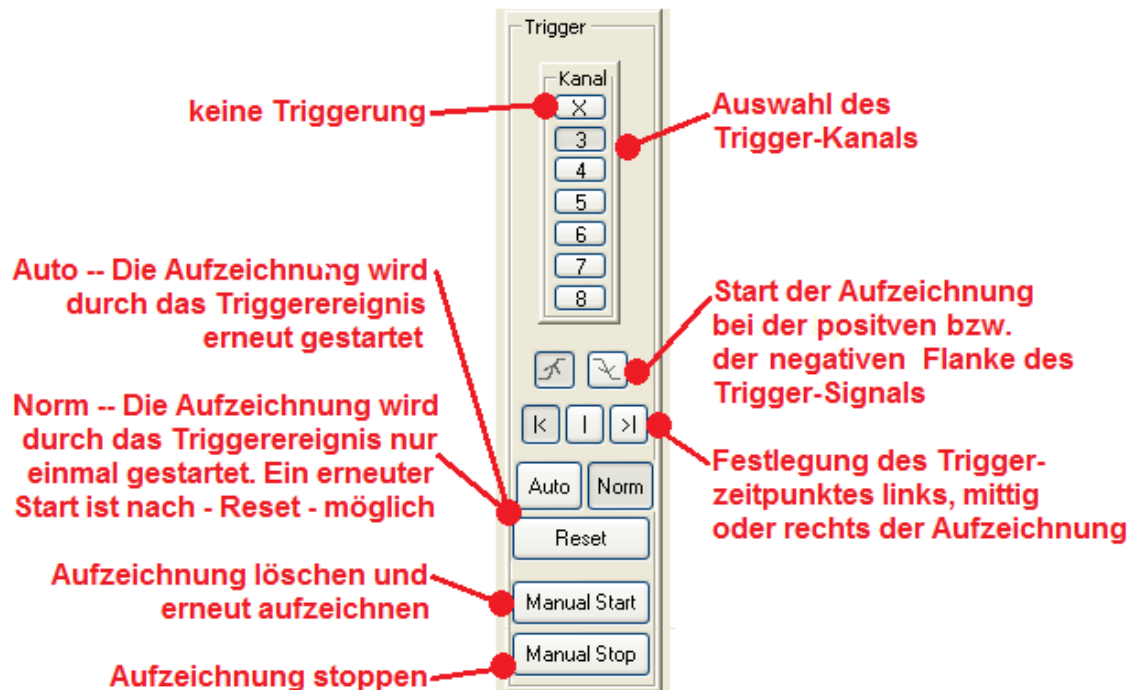 Trigger
Kanal
keine Triggerung
X
Auswahl des
Trigger-Kanals
3
4
5
6
7
8
Auto -- Die Aufzeichnung wird
durch das Triggerereignis
erneut gestartet
Start der Aufzeichnung
bei der positven bzw.
der negativen Flanke des
Trigger-Signals
Norm -- Die Aufzeichnung wird
durch das Triggerereignis nur
einmal gestartet. Ein erneuter
Start ist nach - Reset - möglich
|< | >|
Festlegung des Trigger-
zeitpunktes links, mittig
oder rechts der Aufzeichnung
Auto Norm
Reset
Aufzeichnung löschen und
erneut aufzeichnen
Manual Start
Manual Stop
Aufzeichnung stoppen